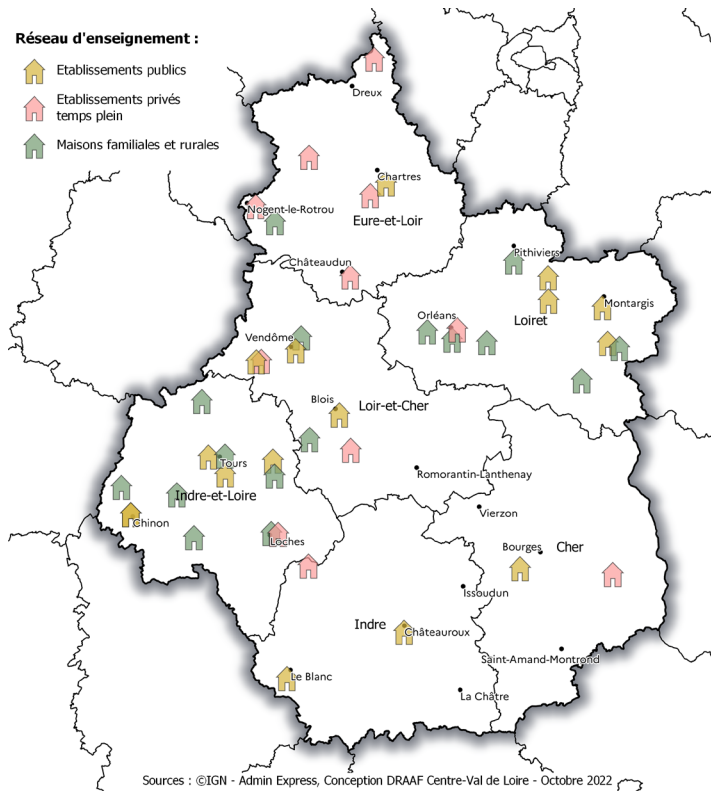 Réseau d'enseignement :
Etablissements publics
Etablissements privés
temps plein
Maisons familiales et rurales
Dreux
Chartres
Nogent-le-Rotrou
Eure-et-Loir
Châteaudun
Pithiviers
Montargis
Orléans
Loiret
Vendôme
Blois
Loir-et-Cher
Tours
Romorantin-Lanthenay
Indre-et-Loire
Vierzon
Chinon
Loches
Bourges
Cher
Issoudun
Indre
Châteauroux
Saint-Amand-Montrond
Le Blanc
La Châtre
Sources : ©IGN - Admin Express, Conception DRAAF Centre-Val de Loire - Octobre 2022